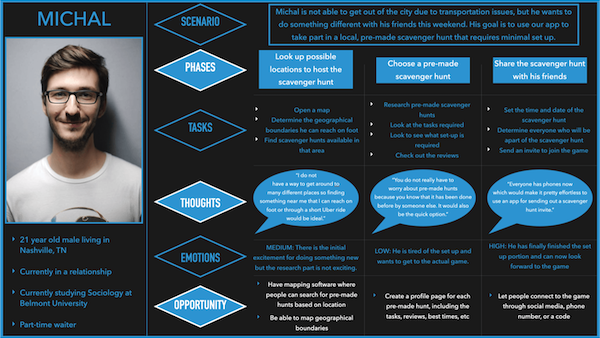 MICHAL
21 year old male living in
Nashville, TN
Currently in a relationship
Currently studying Sociology at
Belmont University
Part-time waiter
SCENARIO
Michal is not able to get out of the city due to transportation issues, but he wants to
do something different with his friends this weekend. His goal is to use our app to
take part in a local, pre-made scavenger hunt that requires minimal set up.
PHASES
Look up possible
locations to host the
scavenger hunt
Choose a pre-made
scavenger hunt
Share the scavenger hunt
with his friends
TASKS
Open a map
Determine the geographical
boundaries he can reach on foot
Find scavenger hunts available in
that area
Research pre-made scavenger
hunts
Look at the tasks required
Look to see what set-up is
required
Check out the reviews
Set the time and date of the
scavenger hunt
Determine everyone who will be
apart of the scavenger hunt
Send an invite to join the game
THOUGHTS
"I do not
have a way to get around to
many different places so finding
something near me that I can reach on
foot or through a short Uber ride
would be ideal."
"You do not really have to
worry about pre-made hunts
because you know that it has been done
before by someone else. It would also
be the quick option."
"Everyone has phones now
which would make it pretty effortless to
use an app for sending out a scavenger
hunt invite."
EMOTIONS
MEDIUM: There is the initial
excitement for doing something new
but the research part is not exciting.
LOW: He is tired of the set up and
wants to get to the actual game.
HIGH: He has finally finished the
set up portion and can now look
forward to the game
OPPORTUNITY
Have mapping software where
people can search for pre-made
hunts based on location
Be able to map geographical
boundaries
Create a profile page for each
pre-made hunt, including the
tasks, reviews, best times, etc
Let people connect to the game
through social media, phone
number, or a code